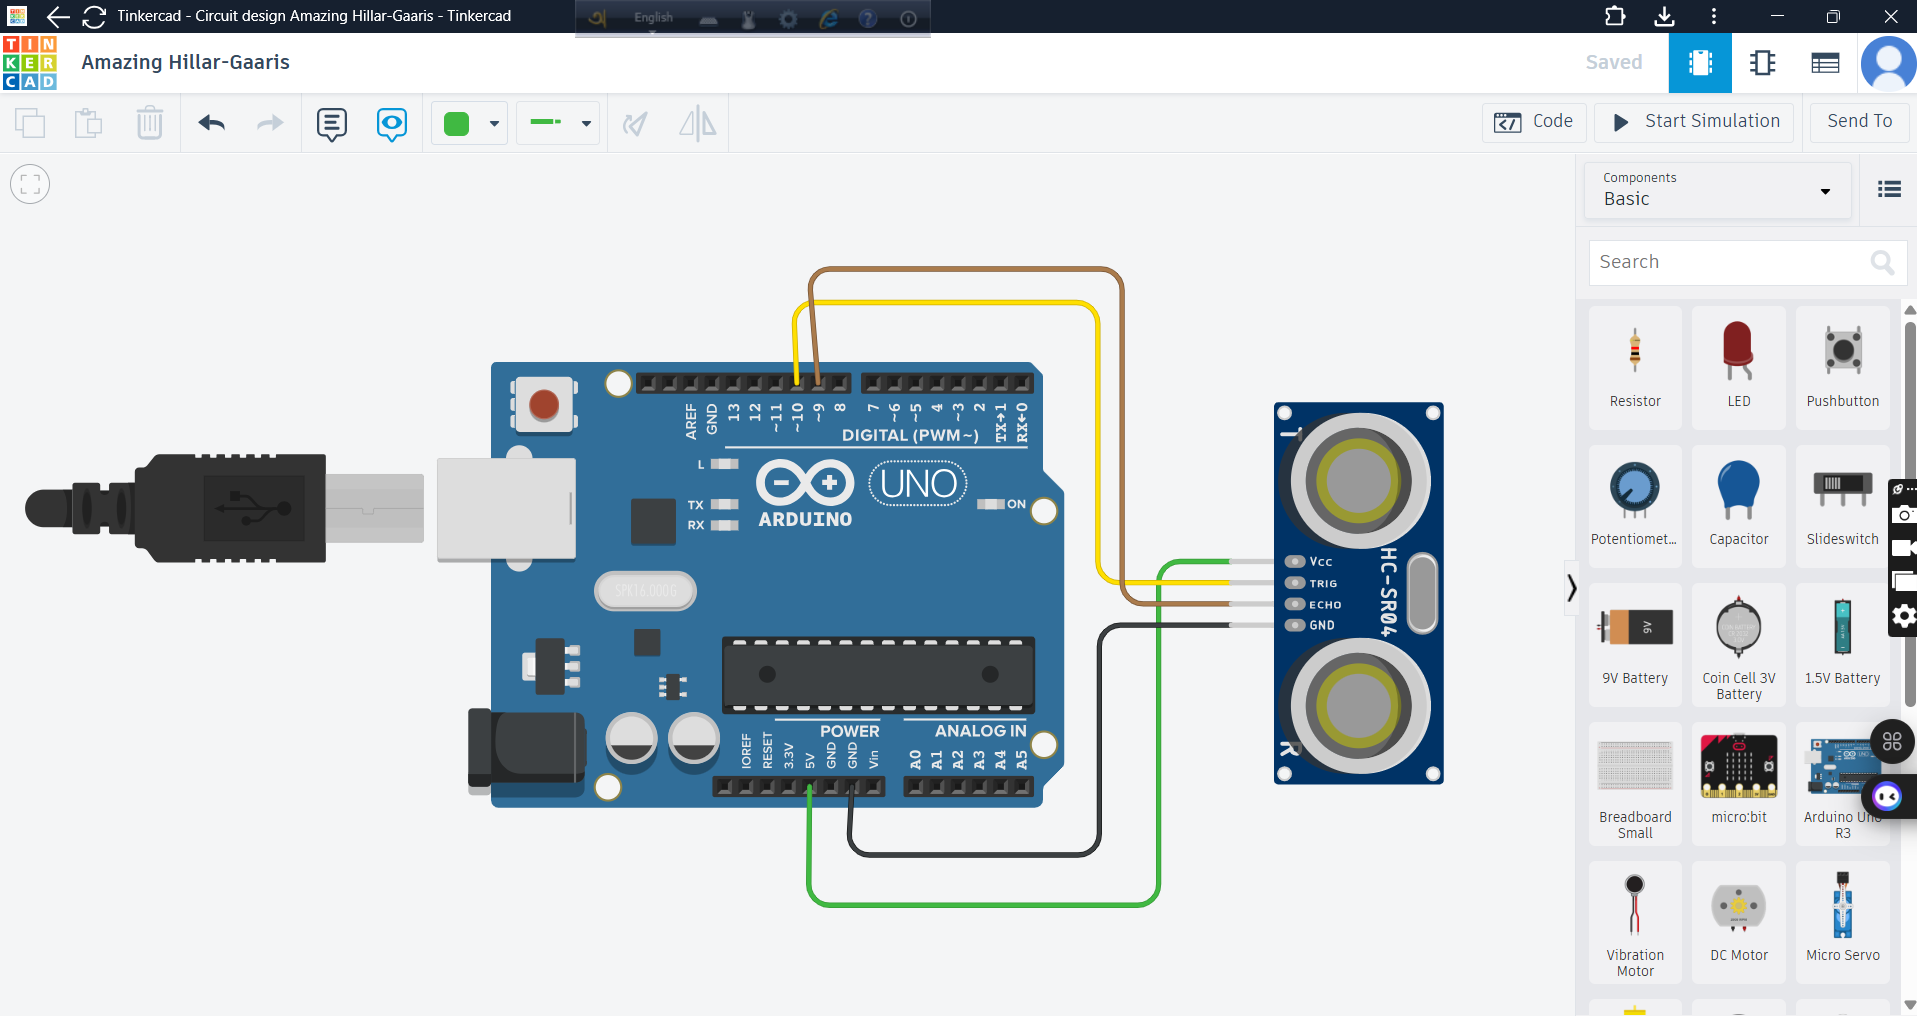 Tinkercad - Circuit design Amazing Hillar-Gaaris - Tinkercad
English
TIN
KER
CAD
Amazing Hillar-Gaaris
Saved
Code
Start Simulation
Send To
Components
Basic
Search
Resistor
LED
Pushbutton
Potentiomet...
Capacitor
Slideswitch
9V
9V Battery
Coin Cell 3V
Battery
1.5V Battery
Breadboard
Small
micro:bit
Arduino Uno
R3
Vibration
Motor
DC Motor
Micro Servo
AREF
GND
13
12
~11
~10
~9
8
7
~6
~5
4
~3
2
TX→1
RX←0
DIGITAL (PWM~)
L
TX
RX
ARDUINO
UNO
ON
SPK16.000G
POWER
ANALOG IN
IOREF
RESET
3.3V
5V
GND
GND
Vin
A0
A1
A2
A3
A4
A5
T
Vcc
TRIG
ECHO
GND
HC-SR04
R